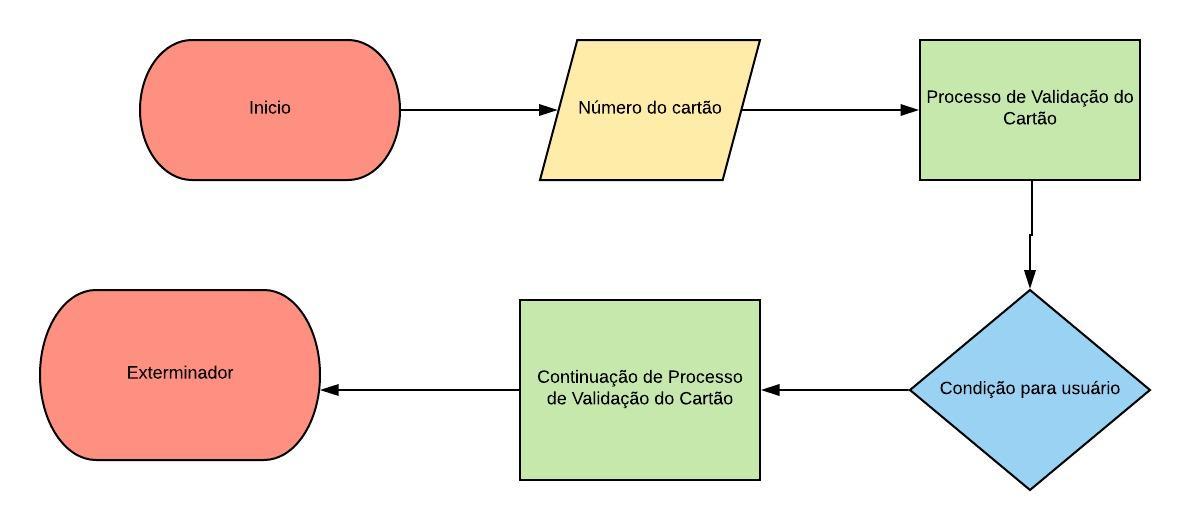 Inicio
Número do cartão
Processo de Validação do
Cartão
Condição para usuário
Continuação de Processo
de Validação do Cartão
Exterminador